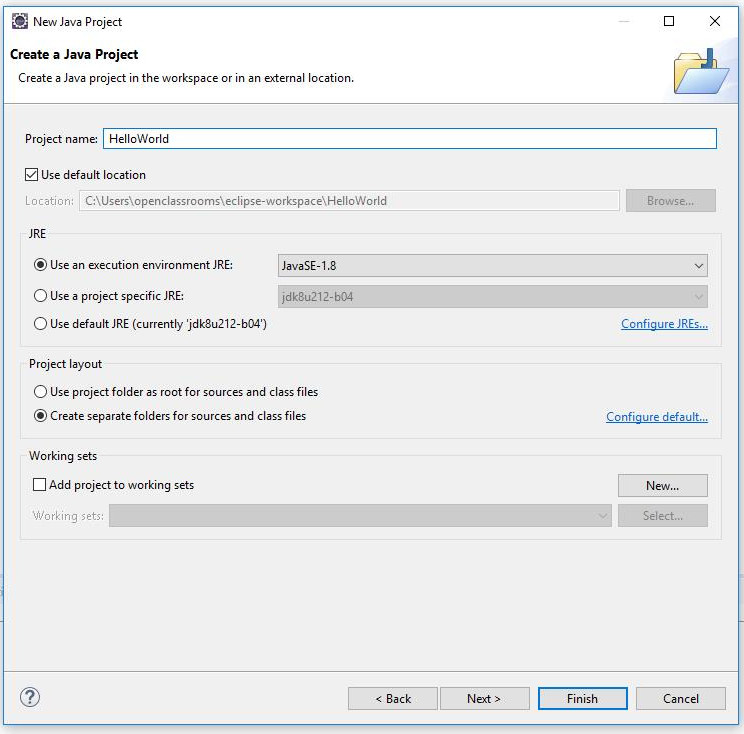 New Java Project
Create a Java Project
Create a Java project in the workspace or in an external location.
Project name: HelloWorld
Use default location
Location: C:\Users\openclassrooms\eclipse-workspace\HelloWorld Browse...
JRE
Use an execution environment JRE: JavaSE-1.8
Use a project specific JRE: jdk8u212-b04
Use default JRE (currently 'jdk8u212-b04') Configure JREs...
Project layout
Use project folder as root for sources and class files
Create separate folders for sources and class files Configure default...
Working sets
Add project to working sets New...
Working sets: Select...
? < Back Next > Finish Cancel